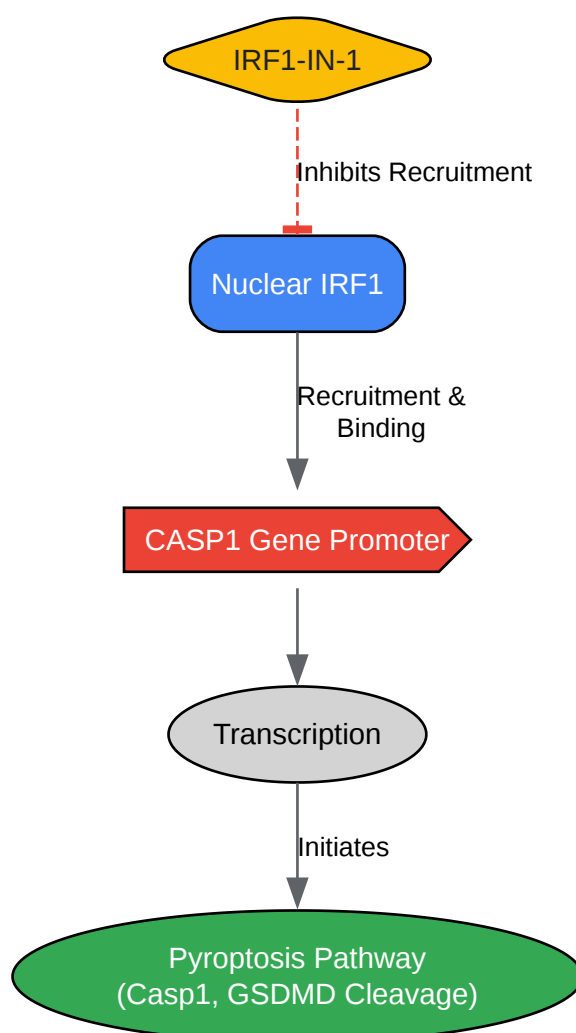 IRF1-IN-1
Inhibits Recruitment
Nuclear IRF1
Recruitment &
Binding
CASP1 Gene Promoter
Transcription
Initiates
Pyroptosis Pathway
(Casp1, GSDMD Cleavage)